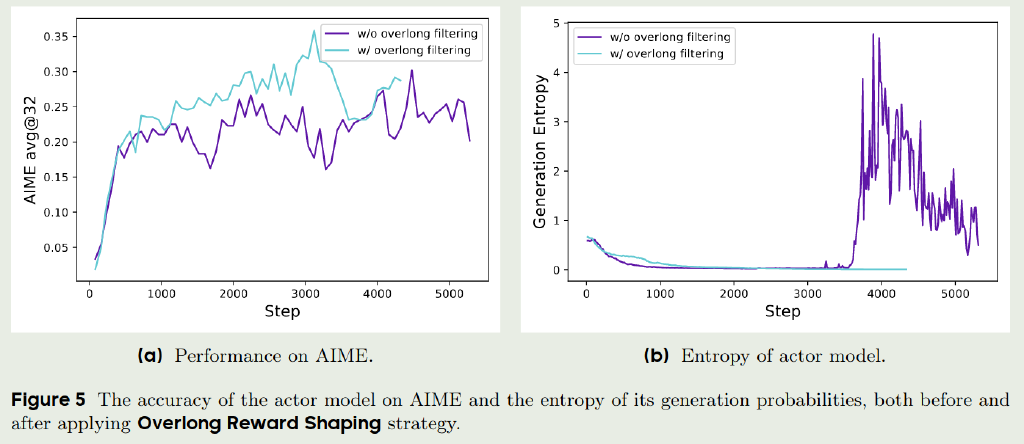 w/o overlong filtering
w/ overlong filtering
0.35
0.30
0.25
0.20
0.15
0.10
0.05
AIME avg@32
0 1000 2000 3000 4000 5000
Step
(a) Performance on AIME.
w/o overlong filtering
w/ overlong filtering
5
4
3
2
1
0
Generation Entropy
0 1000 2000 3000 4000 5000
Step
(b) Entropy of actor model.
Figure 5 The accuracy of the actor model on AIME and the entropy of its generation probabilities, both before and
after applying Overlong Reward Shaping strategy.